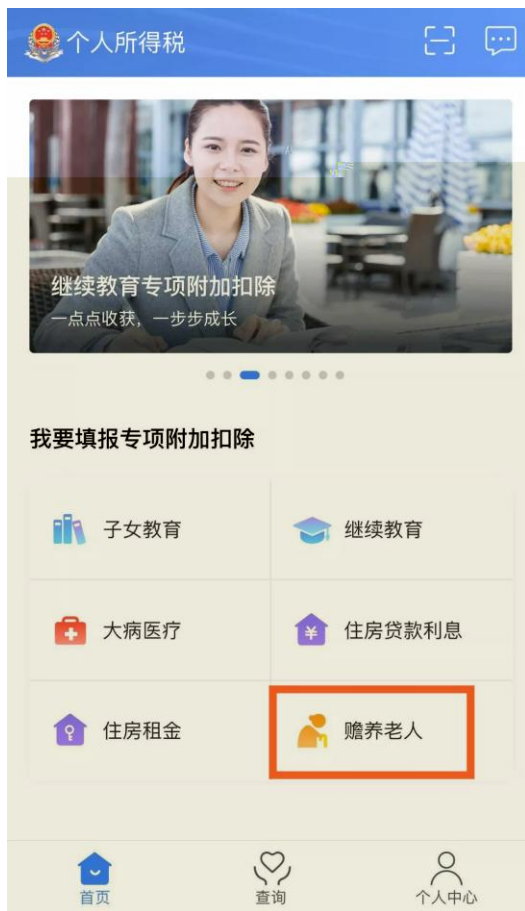 个人所得税
继续教育专项附加扣除
一点点收获，一步步成长
我要填报专项附加扣除
子女教育
继续教育
大病医疗
住房贷款利息
住房租金
赡养老人
首页
查询
个人中心